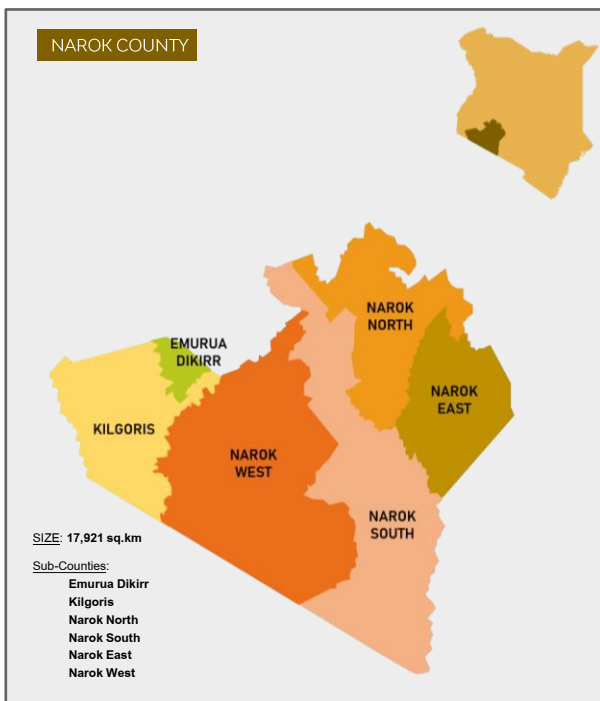 NAROK COUNTY
NAROK
NORTH
EMURUA
DIKIRR
NAROK
EAST
KILGORIS
NAROK
WEST
NAROK
SOUTH
SIZE: 17,921 sq.km
Sub-Counties:
Emurua Dikirr
Kilgoris
Narok North
Narok South
Narok East
Narok West